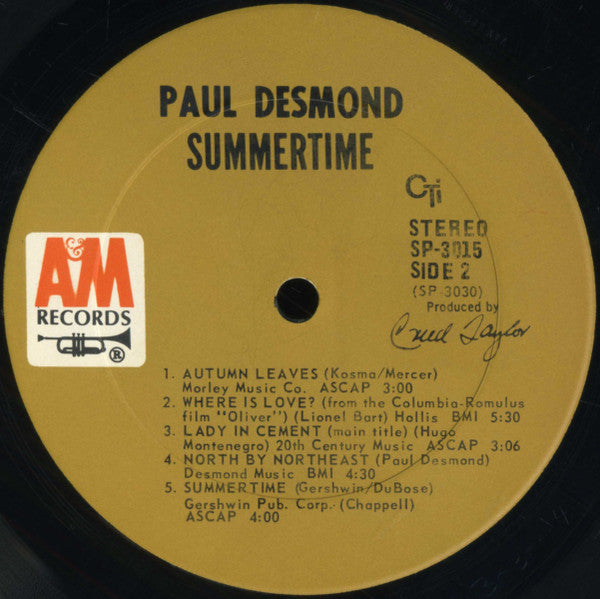 PAUL DESMOND
SUMMERTIME
CTi
STEREO
SP-3015
SIDE 2
(SP-3030)
Produced by
Creed Taylor
A&M
RECORDS
®
1. AUTUMN LEAVES (Kosma/Mercer)
Morley Music Co. ASCAP 3:00
2. WHERE IS LOVE? (from the Columbia-Romulus
film "Oliver") (Lionel Bart) Hollis BMI 5:30
3. LADY IN CEMENT (main title) (Hugo
Montenegro) 20th Century Music ASCAP 3:06
4. NORTH BY NORTHEAST (Paul Desmond)
Desmond Music BMI 4:30
5. SUMMERTIME (Gershwin/DuBose)
Gershwin Pub. Corp. (Chappell)
ASCAP 4:00